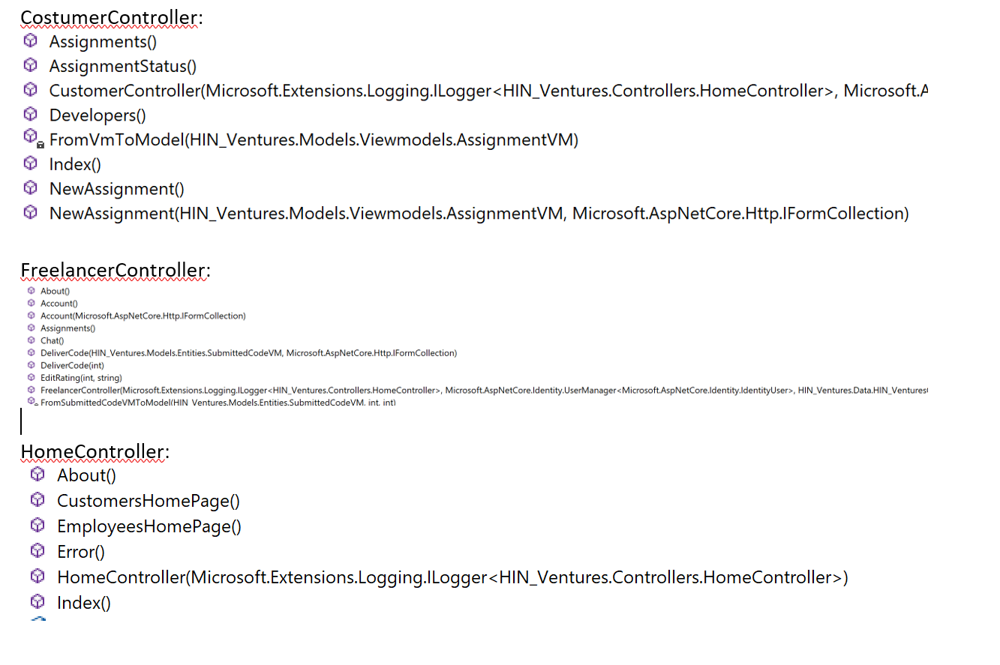 CostumerController:
Assignments()
AssignmentStatus()
CustomerController(Microsoft.Extensions.Logging.ILogger<HIN_Ventures.Controllers.HomeController>, Microsoft.A
Developers()
FromVmToModel(HIN_Ventures.Models.Viewmodels.AssignmentVM)
Index()
NewAssignment()
NewAssignment(HIN_Ventures.Models.Viewmodels.AssignmentVM, Microsoft.AspNetCore.Http.IFormCollection)
FreelancerController:
About()
Account()
Account(Microsoft.AspNetCore.Http.IFormCollection)
Assignments()
Chat()
DeliverCode(HIN_Ventures.Models.Entities.SubmittedCodeVM, Microsoft.AspNetCore.Http.IFormCollection)
DeliverCode(int)
EditRating(int, string)
FreelancerController(Microsoft.Extensions.Logging.ILogger<HIN_Ventures.Controllers.HomeController>, Microsoft.AspNetCore.Identity.UserManager<Microsoft.AspNetCore.Identity.IdentityUser>, HIN_Ventures.Data.HIN_Ventures
FromSubmittedCodeVMToModel(HIN_Ventures.Models.Entities.SubmittedCodeVM, int, int)
HomeController:
About()
CustomersHomePage()
EmployeesHomePage()
Error()
HomeController(Microsoft.Extensions.Logging.ILogger<HIN_Ventures.Controllers.HomeController>)
Index()